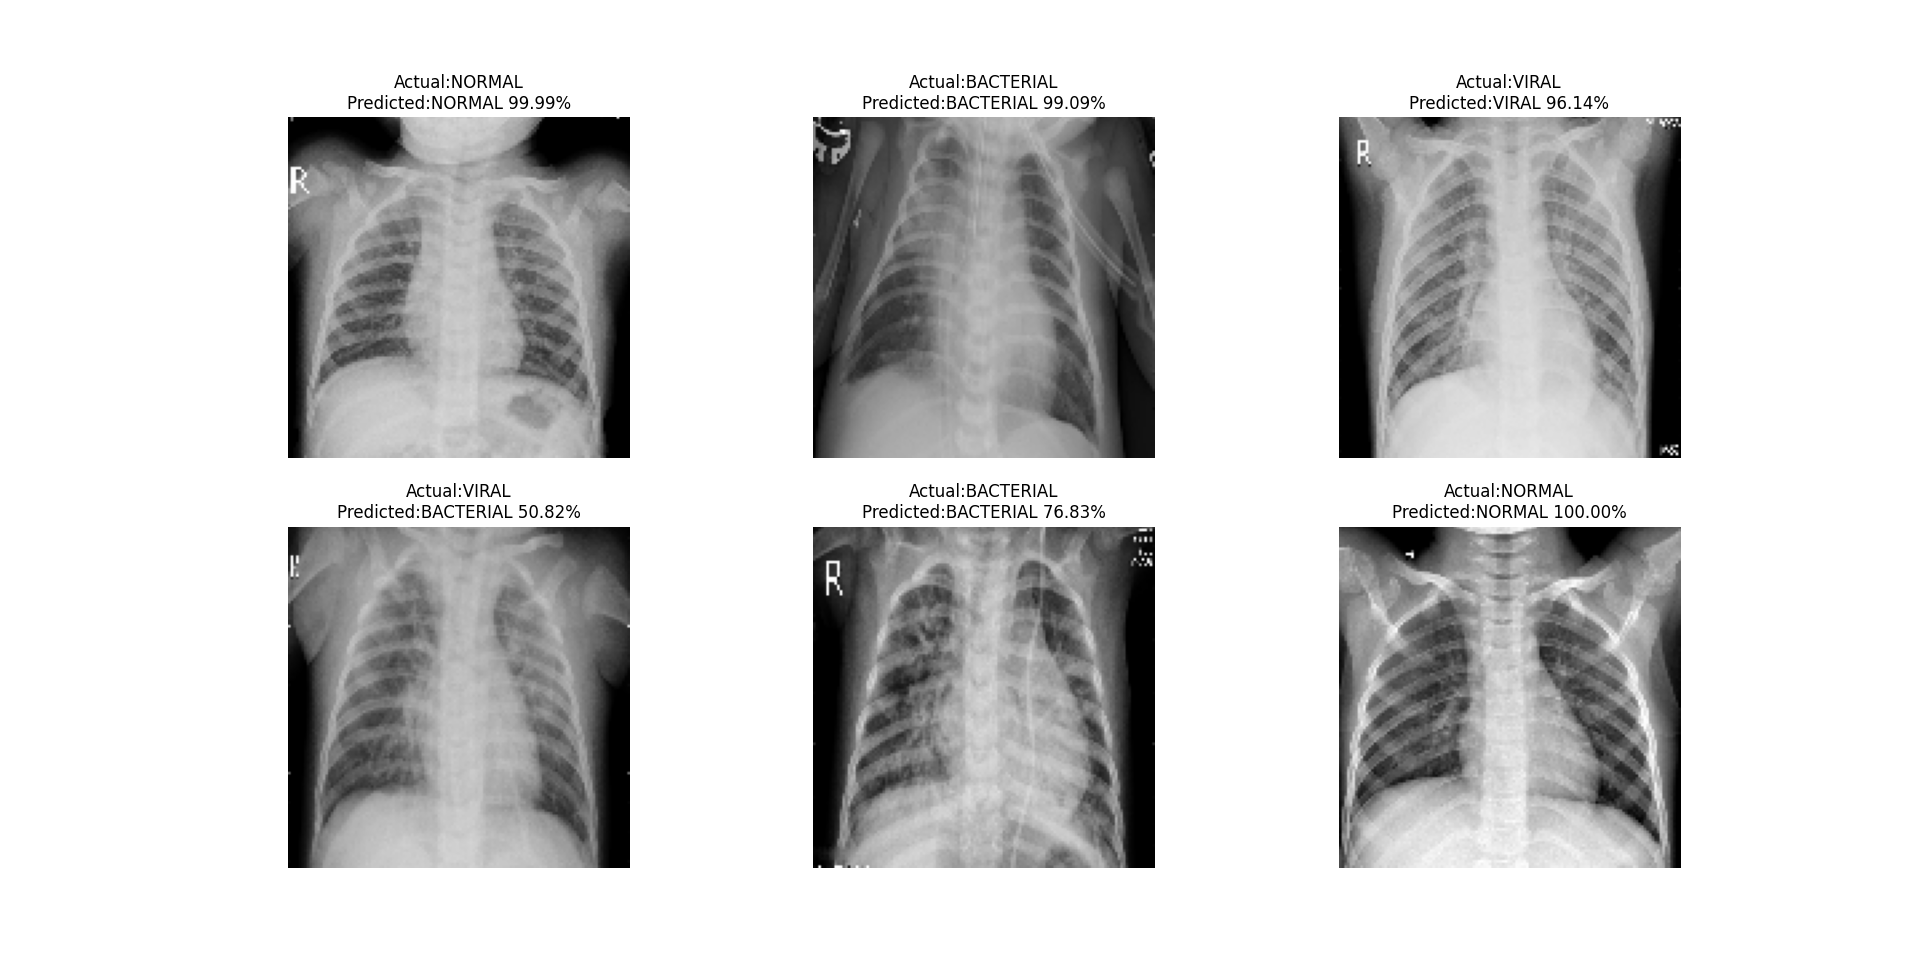 Actual:NORMAL
Predicted:NORMAL 99.99%
Actual:BACTERIAL
Predicted:BACTERIAL 99.09%
Actual:VIRAL
Predicted:VIRAL 96.14%
R
R
Actual:VIRAL
Predicted:BACTERIAL 50.82%
Actual:BACTERIAL
Predicted:BACTERIAL 76.83%
Actual:NORMAL
Predicted:NORMAL 100.00%
R